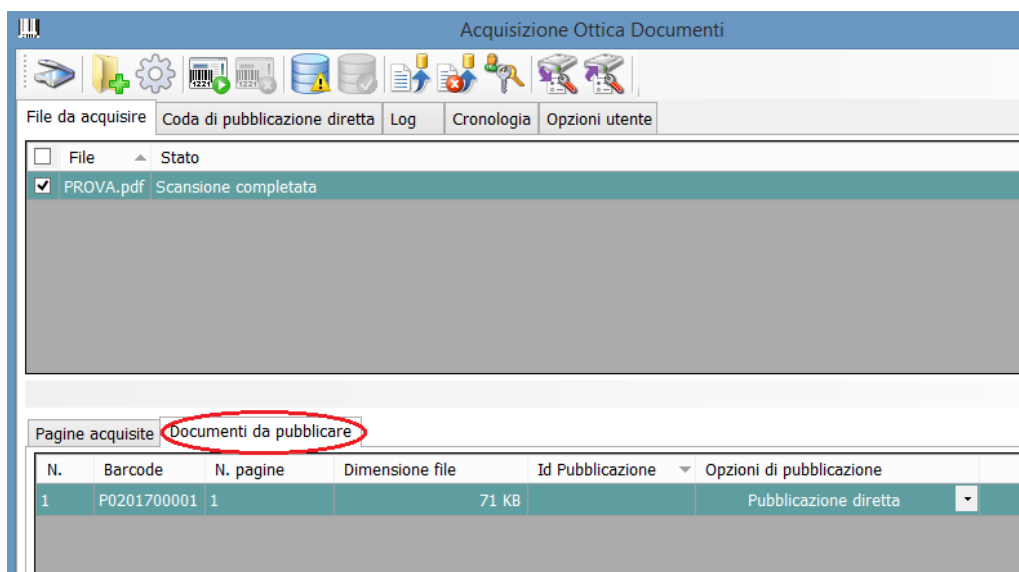 Acquisizione Ottica Documenti
1221 1221
File da acquisire Coda di pubblicazione diretta Log Cronologia Opzioni utente
File Stato
PROVA.pdf Scansione completata
Pagine acquisite Documenti da pubblicare
N. Barcode N. pagine Dimensione file Id Pubblicazione Opzioni di pubblicazione
1 P0201700001 1 71 KB Pubblicazione diretta